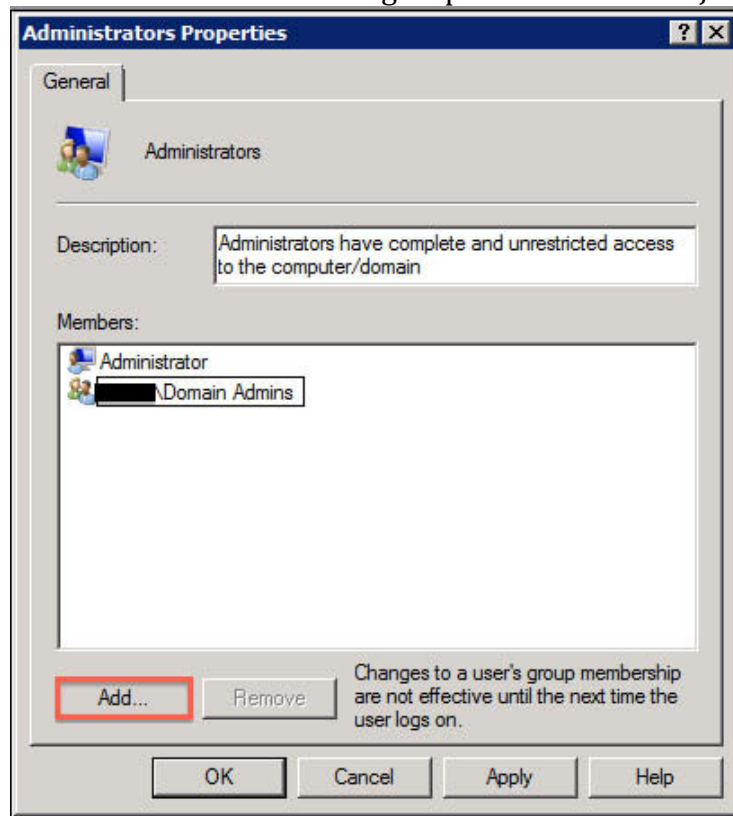 Administrators Properties
General
Administrators
Description:
Administrators have complete and unrestricted access
to the computer/domain
Members:
Administrator
\Domain Admins
Add...
Remove
Changes to a user's group membership
are not effective until the next time the
user logs on.
OK
Cancel
Apply
Help